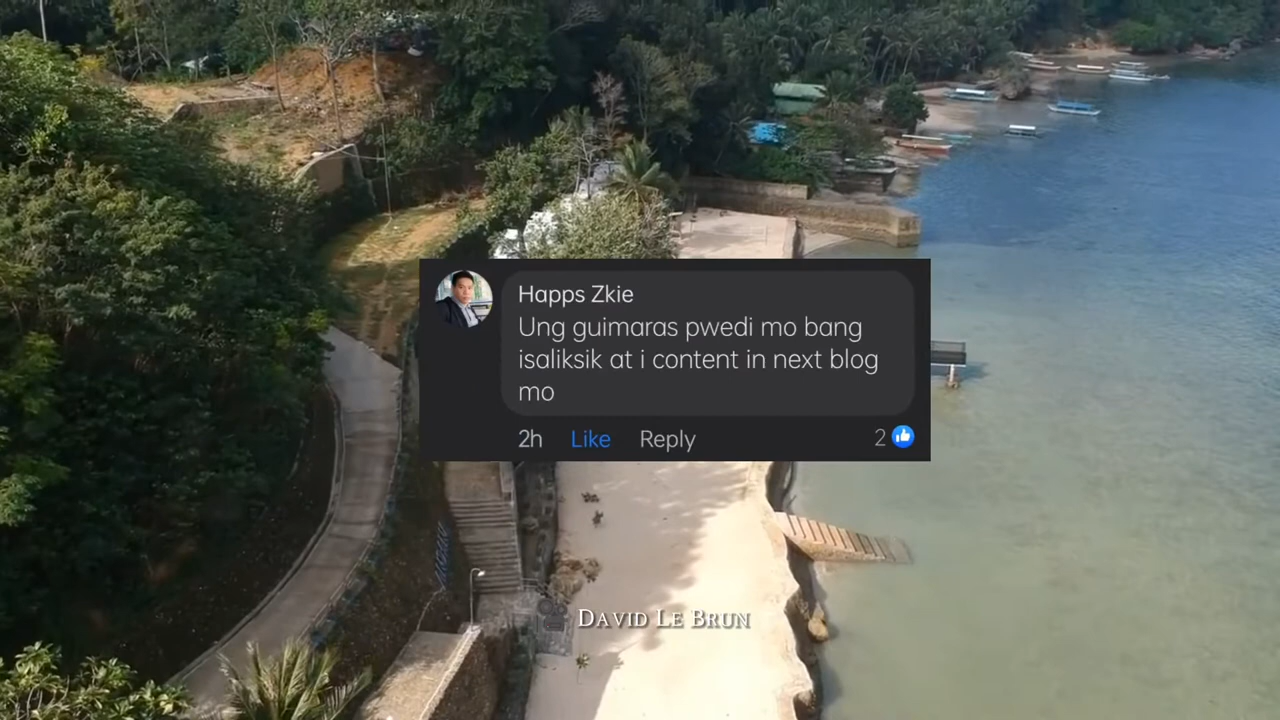 Happs Zkie
Ung guimaras pwedi mo bang
isaliksik at i content in next blog
mo
2h Like Reply 2
DAVID LE BRUN